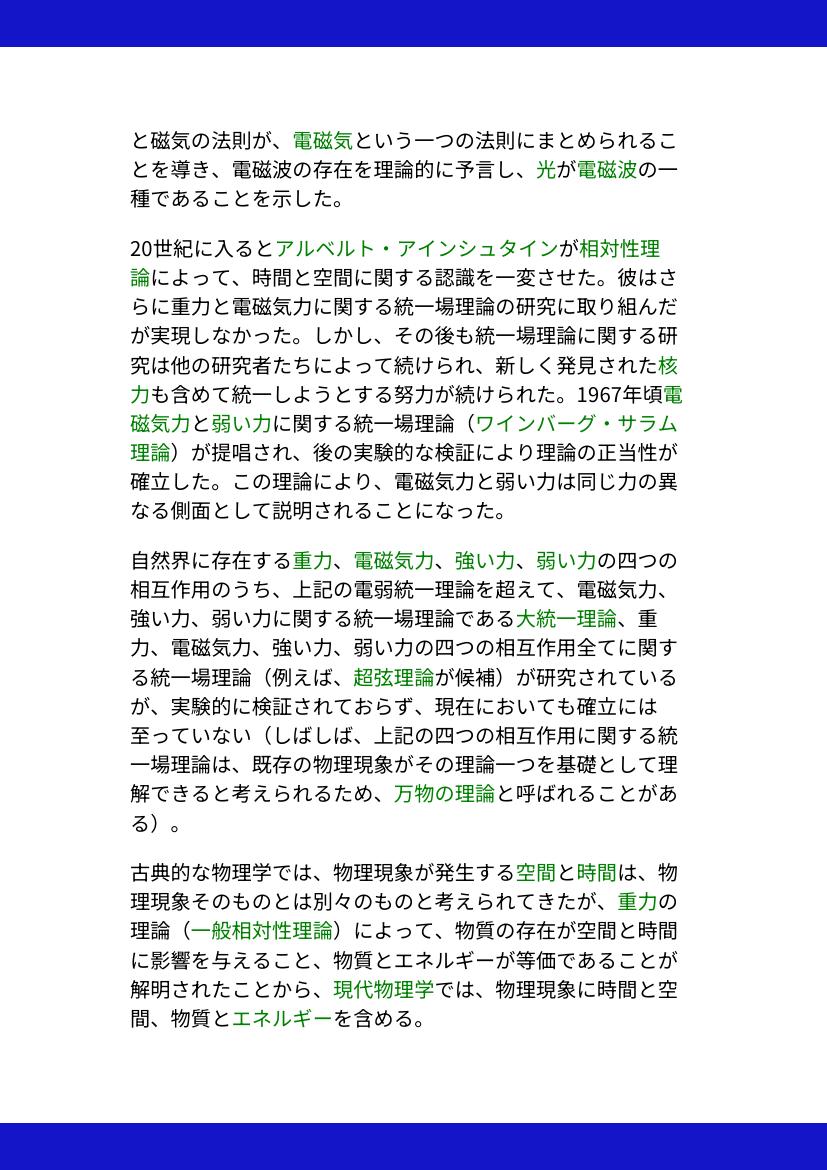 と磁気の法則が、電磁気という一つの法則にまとめられるこ
とを導き、電磁波の存在を理論的に予言し、光が電磁波の一
種であることを示した。
20世紀に入るとアルベルト・アインシュタインが相対性理
論によって、時間と空間に関する認識を一変させた。彼はさ
らに重力と電磁気力に関する統一場理論の研究に取り組んだ
が実現しなかった。しかし、その後も統一場理論に関する研
究は他の研究者たちによって続けられ、新しく発見された核
力も含めて統一しようとする努力が続けられた。1967年頃電
磁気力と弱い力に関する統一場理論（ワインバーグ・サラム
理論）が提唱され、後の実験的な検証により理論の正当性が
確立した。この理論により、電磁気力と弱い力は同じ力の異
なる側面として説明されることになった。
自然界に存在する重力、電磁気力、強い力、弱い力の四つの
相互作用のうち、上記の電弱統一理論を超えて、電磁気力、
強い力、弱い力に関する統一場理論である大統一理論、重
力、電磁気力、強い力、弱い力の四つの相互作用全てに関す
る統一場理論（例えば、超弦理論が候補）が研究されている
が、実験的に検証されておらず、現在においても確立には
至っていない（しばしば、上記の四つの相互作用に関する統
一場理論は、既存の物理現象がその理論一つを基礎として理
解できると考えられるため、万物の理論と呼ばれることがあ
る）。
古典的な物理学では、物理現象が発生する空間と時間は、物
理現象そのものとは別々のものと考えられてきたが、重力の
理論（一般相対性理論）によって、物質の存在が空間と時間
に影響を与えること、物質とエネルギーが等価であることが
解明されたことから、現代物理学では、物理現象に時間と空
間、物質とエネルギーを含める。